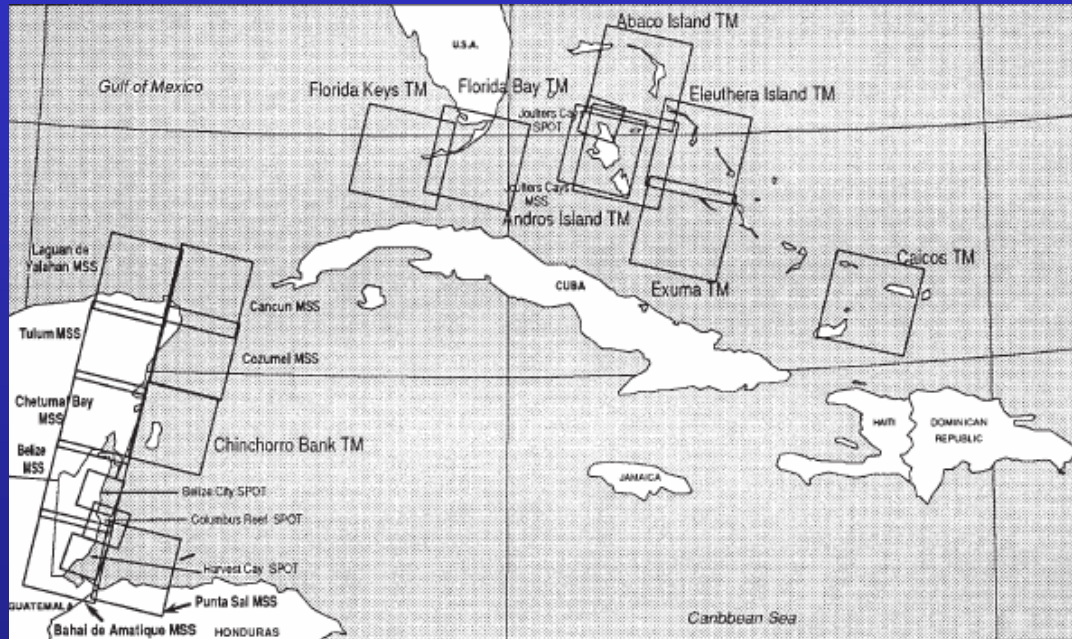 Abaco Island TM
U.S.A.
Gulf of Mexico
Florida Keys TM
Florida Bay TM
Eleuthera Island TM
Joulters Cay
SPOT
Joulters Cays
MSS
Andros Island TM
Laguan de
Yalahan MSS
Caicos TM
CUBA
Exuma TM
Cancun MSS
Tulum MSS
Cozumel MSS
Chetumal Bay
MSS
HAITI
DOMINICAN
REPUBLIC
Chinchorro Bank TM
Belize
MSS
JAMAICA
Belize City SPOT
Columbus Reef SPOT
Harvest Cay SPOT
GUATEMALA
Punta Sal MSS
Caribbean Sea
Bahai de Amatique MSS
HONDURAS